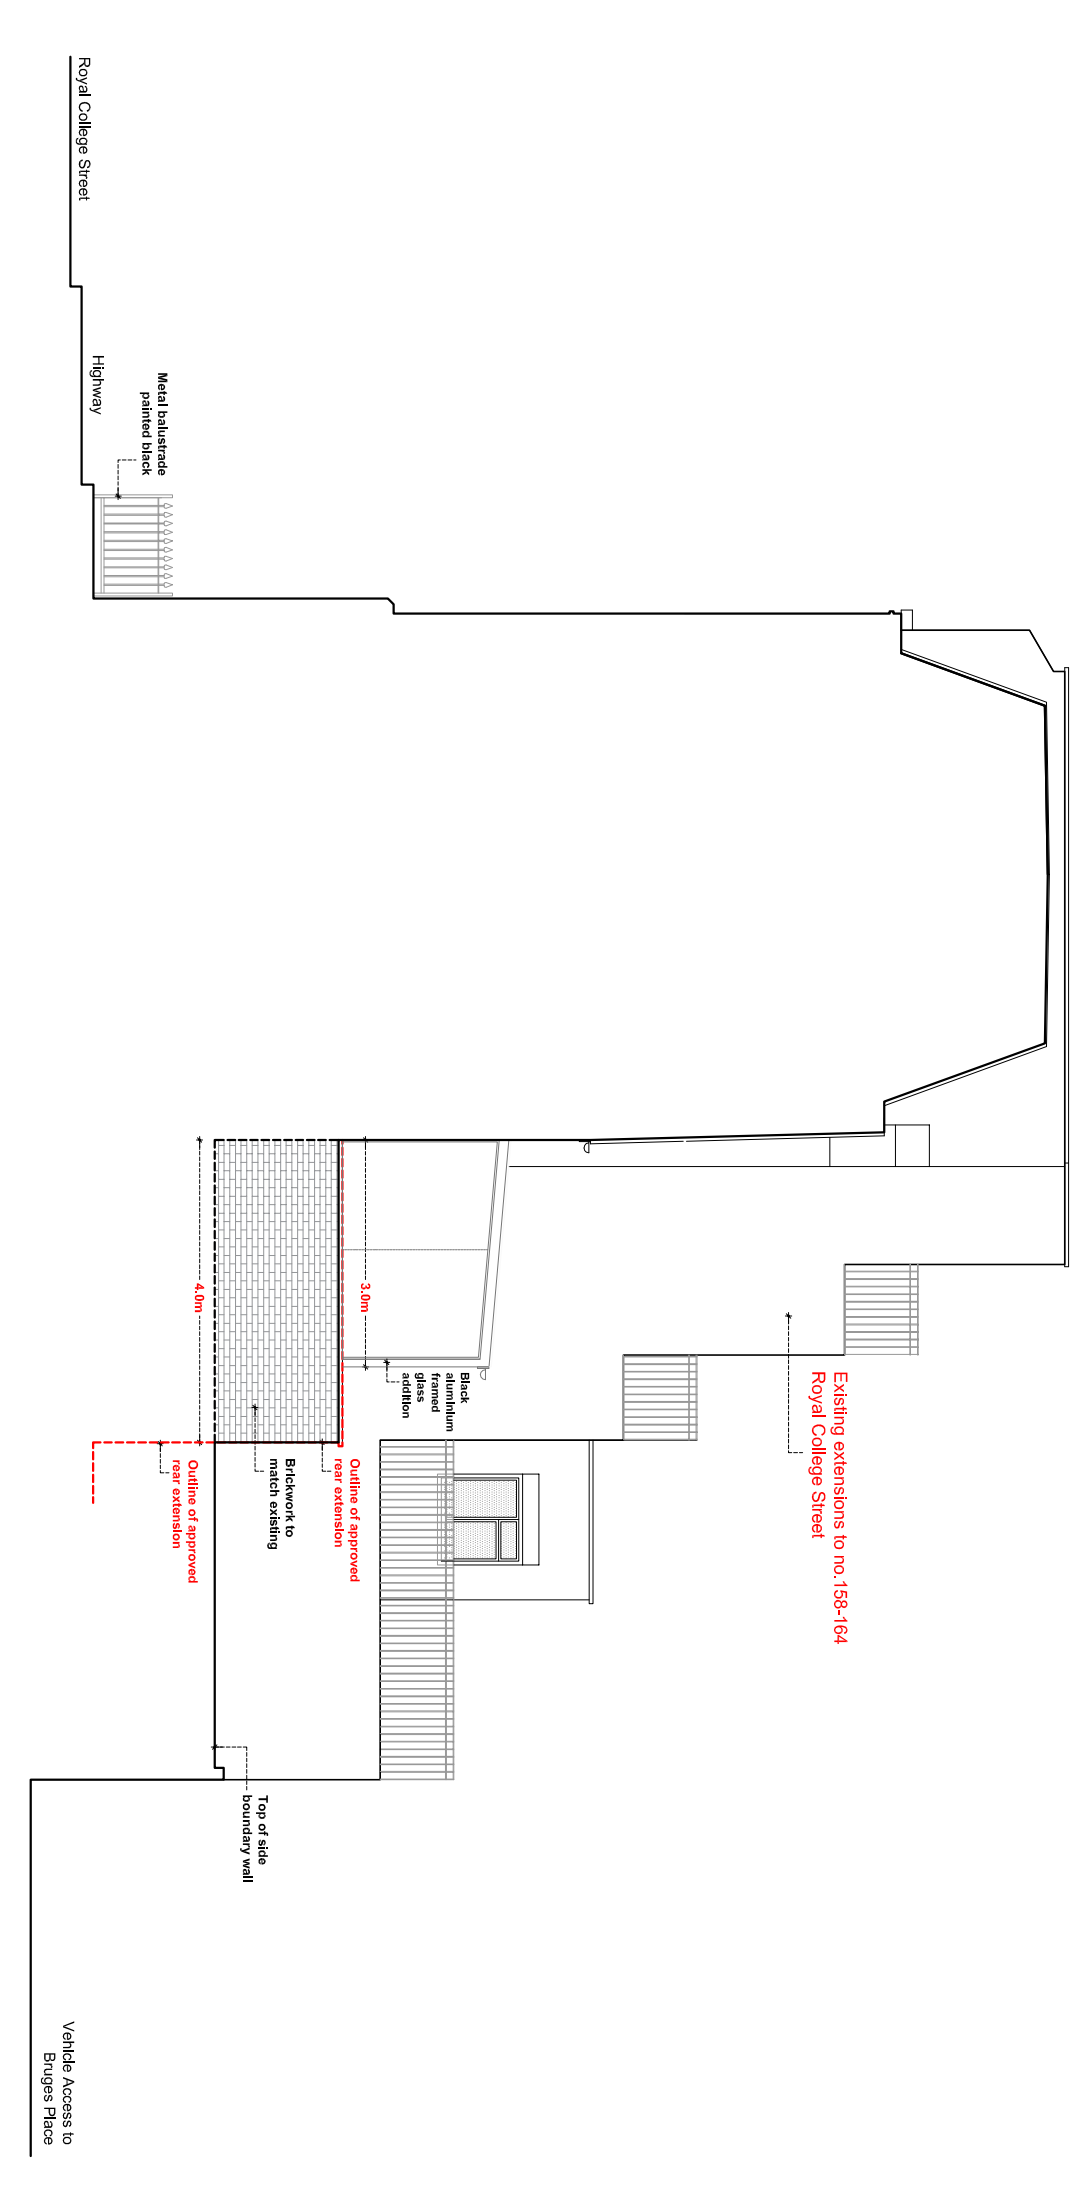 Royal College Street
Highway
Metal balustrade
painted black
Existing extensions to no.158-164
Royal College Street
Black
aluminium
framed
glass
addition
3.0m
4.0m
Outline of approved
rear extension
Brickwork to
match existing
Outline of approved
rear extension
Top of side
boundary wall
Vehicle Access to
Bruges Place